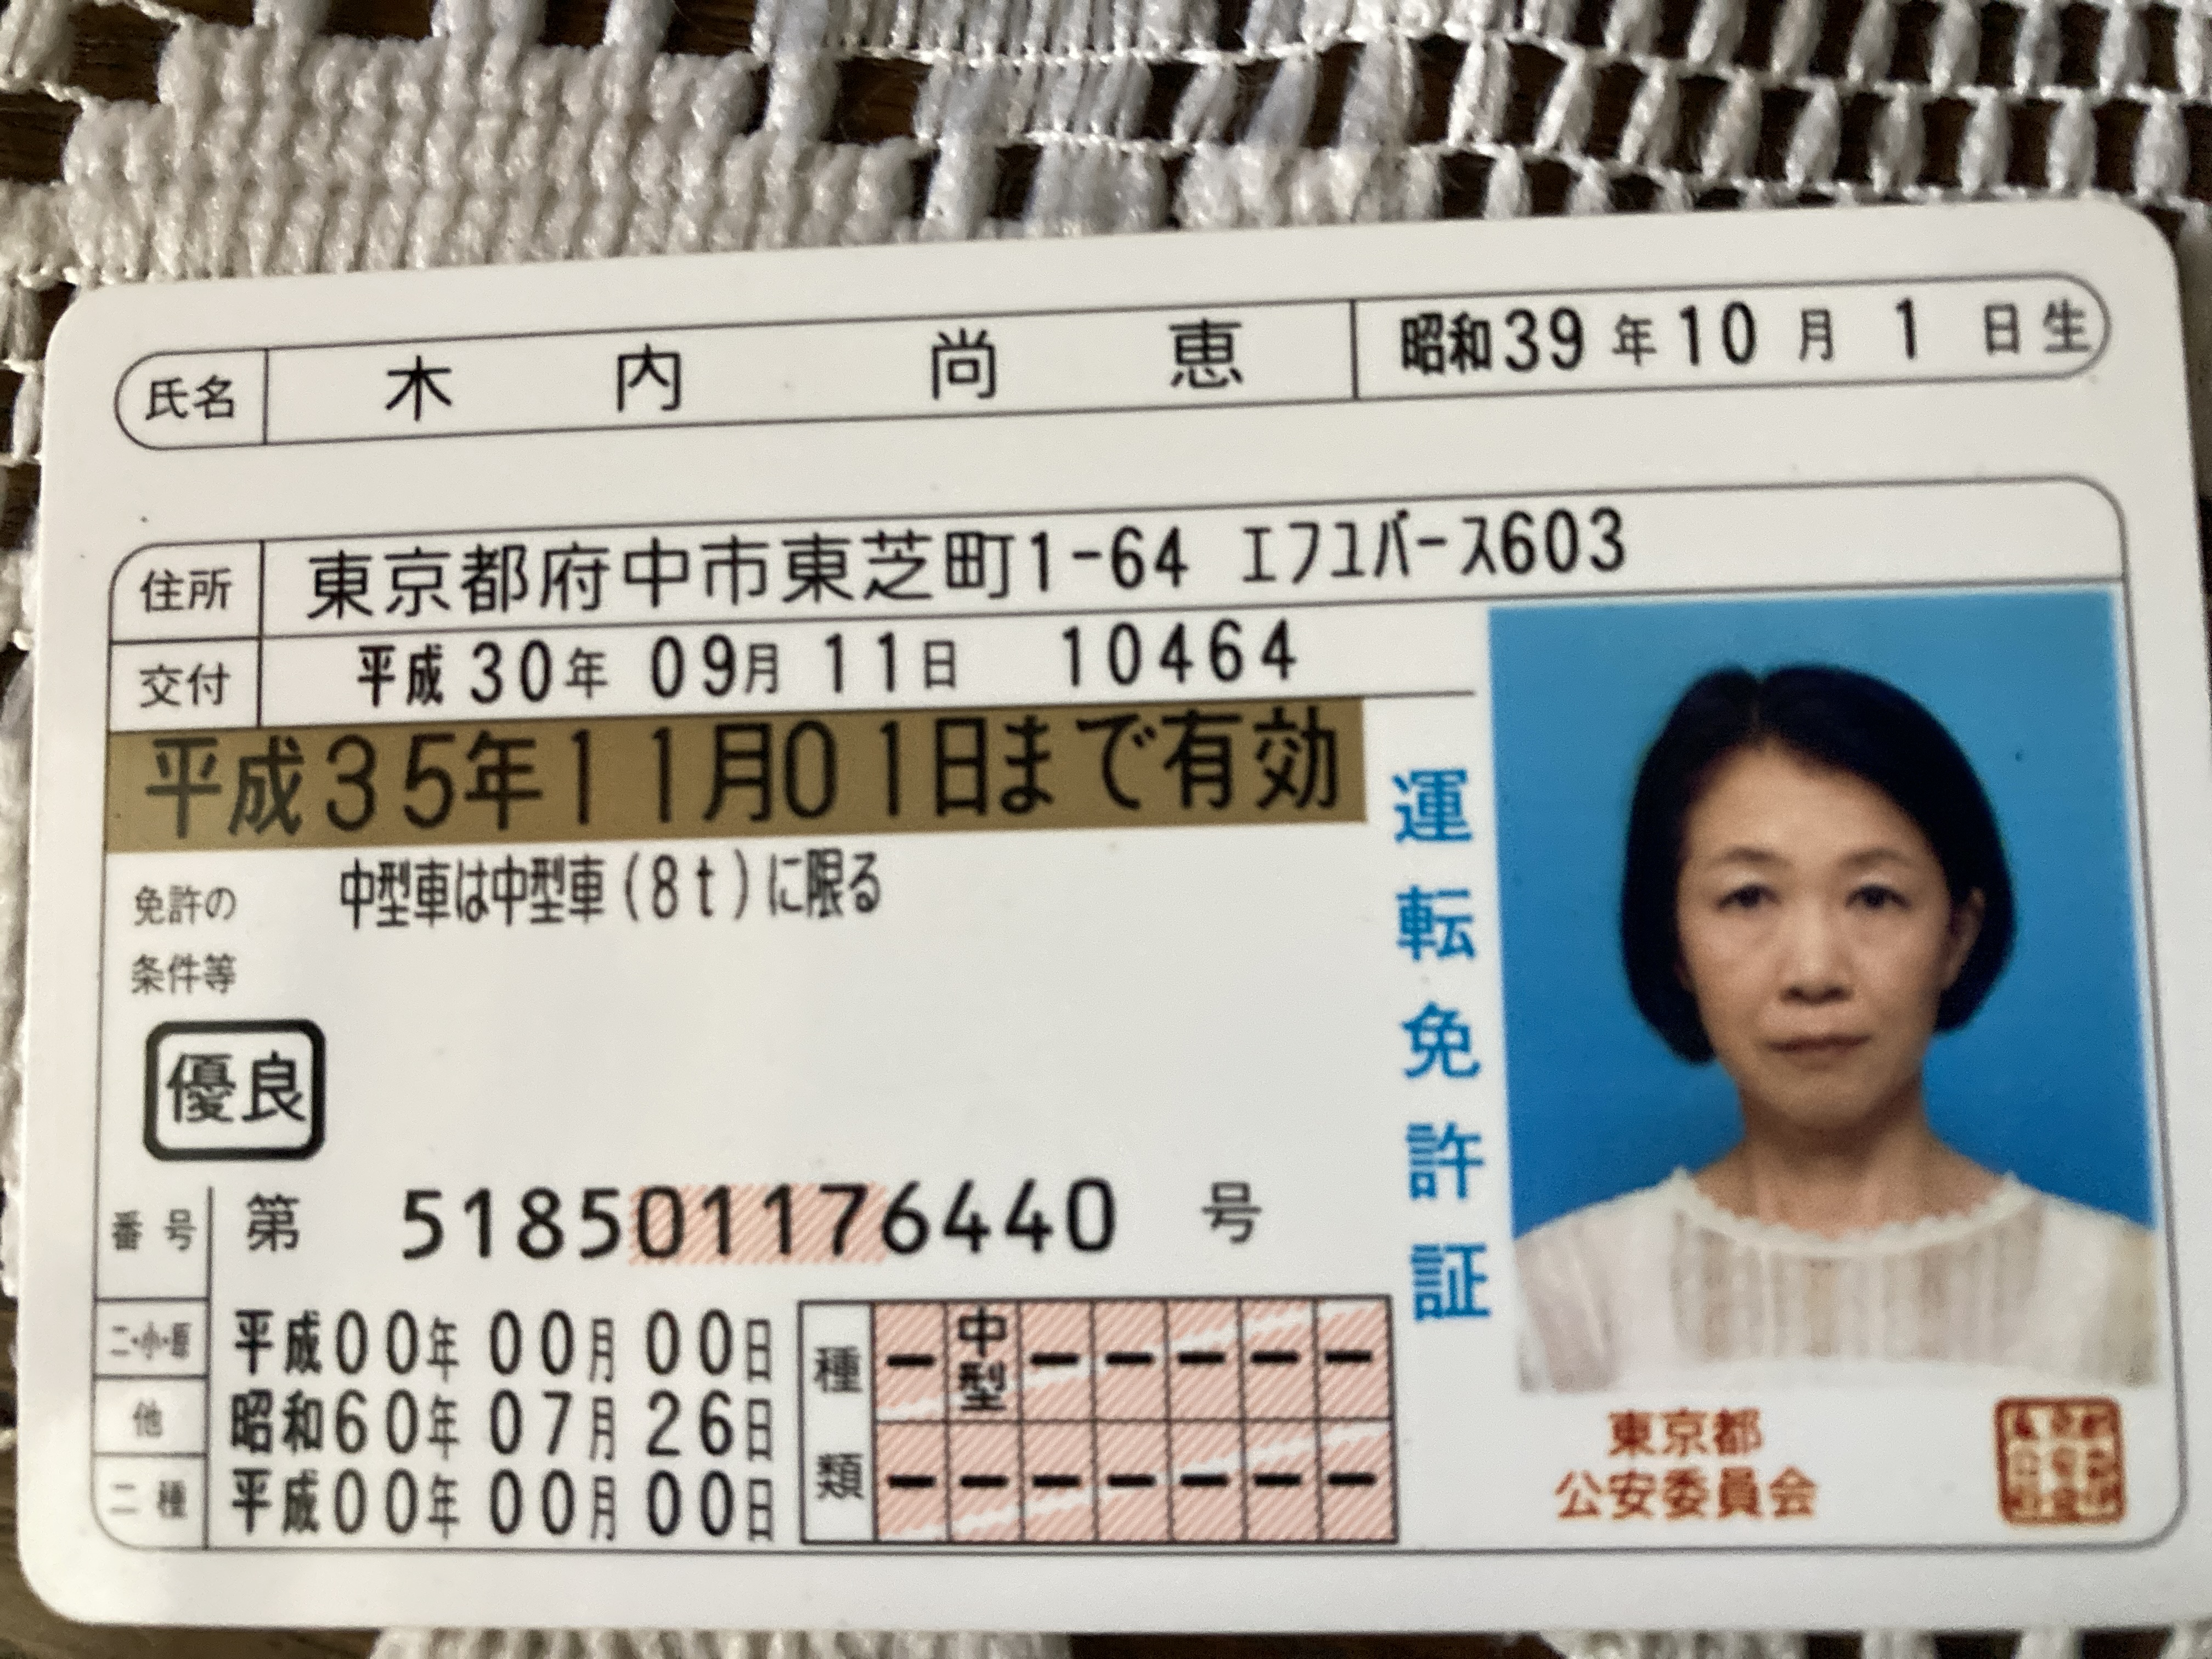 氏名 木内 尚恵 昭和39年10月1日生
住所 東京都府中市東芝町1-64 エフユバース603
交付 平成30年09月11日 10464
平成35年11月01日まで有効
免許の
条件等
中型車は中型車(8t)に限る
優良
番号 第 518501176440 号
二・小・原 平成00年00月00日
他 昭和60年07月26日
二種 平成00年00月00日
種類
中型
運転免許証
東京都
公安委員会